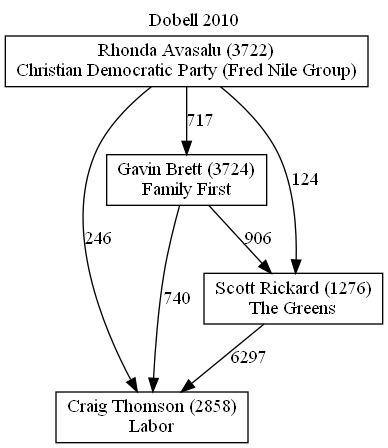 Dobell 2010
Rhonda Avasalu (3722)
Christian Democratic Party (Fred Nile Group)
717
Gavin Brett (3724)
Family First
124
246
906
740
Scott Rickard (1276)
The Greens
6297
Craig Thomson (2858)
Labor